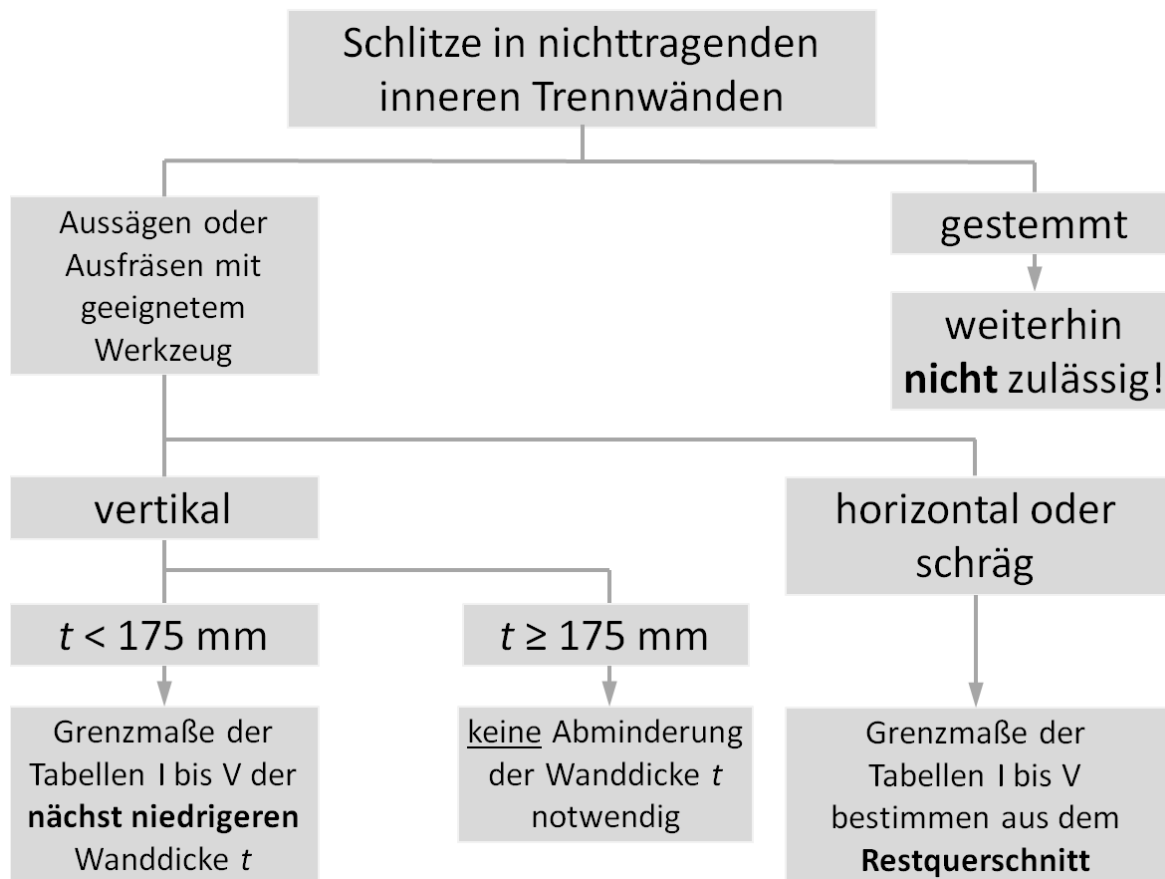 Schlitze in nichttragenden
inneren Trennwänden
Aussägen oder
Ausfräsen mit
geeignetem
Werkzeug
gestemmt
weiterhin
nicht zulässig!
vertikal
horizontal oder
schräg
t < 175 mm
t ≥ 175 mm
Grenzmaße der
Tabellen I bis V der
nächst niedrigeren
Wanddicke t
keine Abminderung
der Wanddicke t
notwendig
Grenzmaße der
Tabellen I bis V
bestimmen aus dem
Restquerschnitt